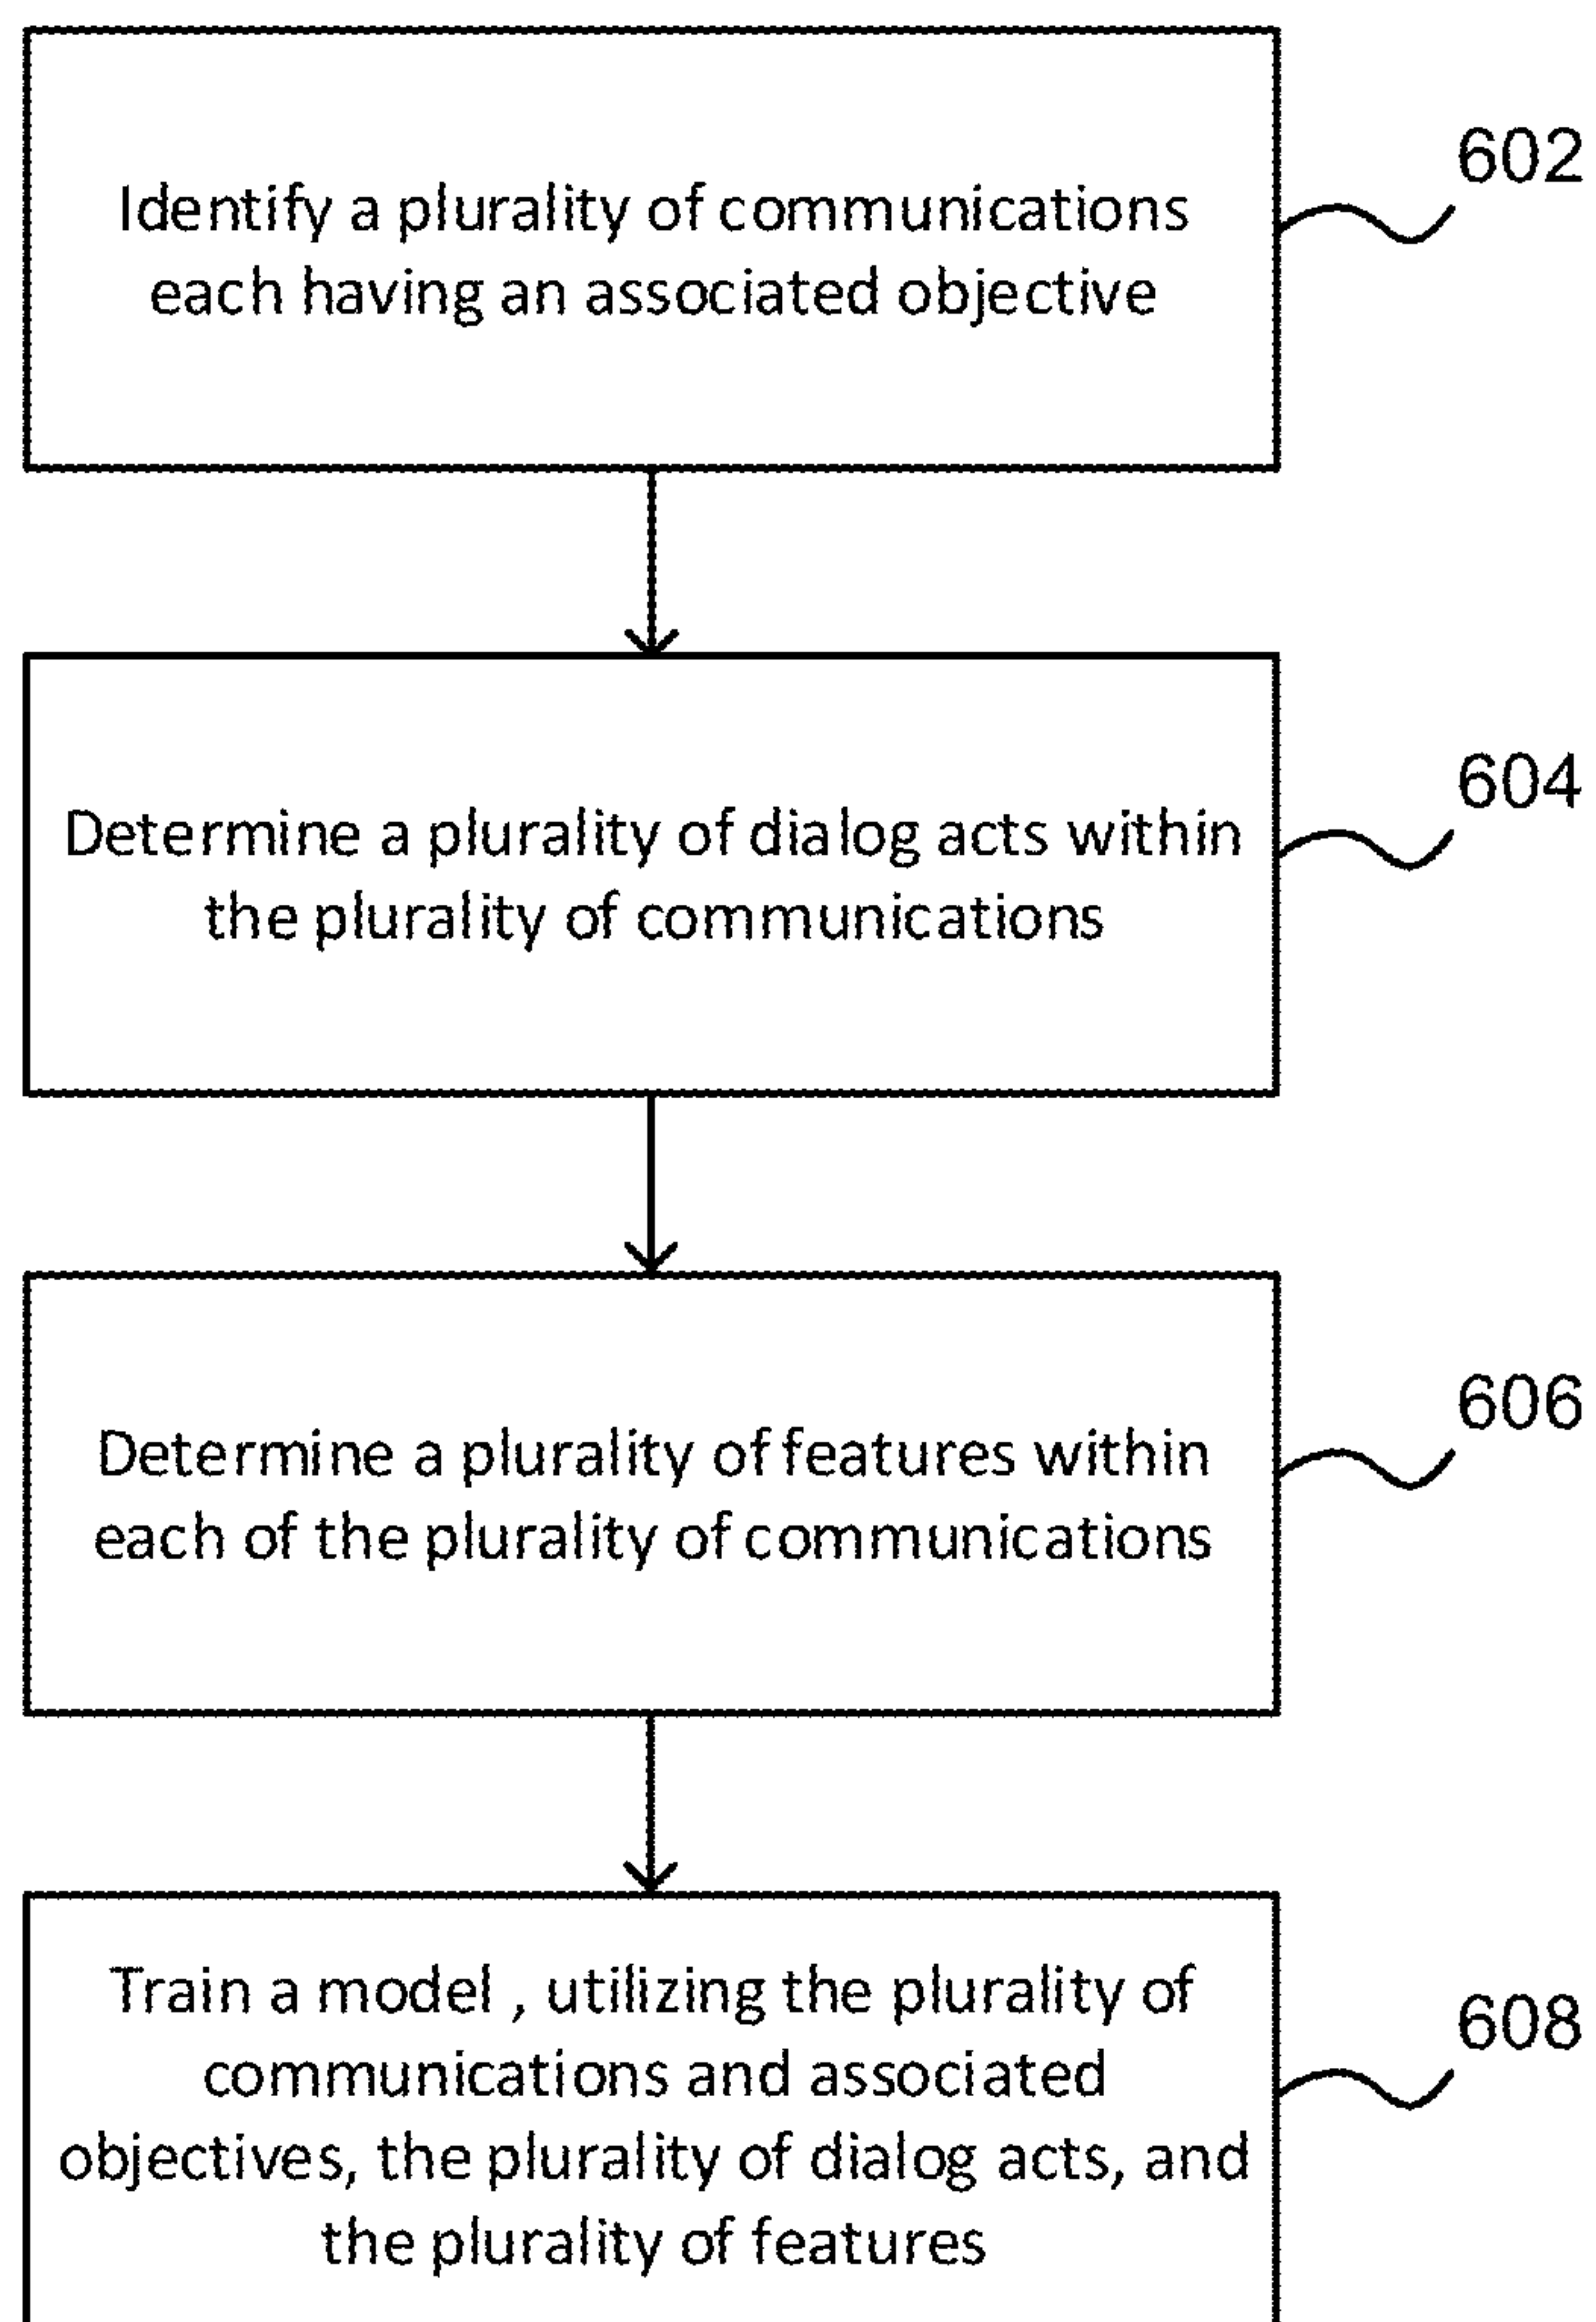 Identify a plurality of communications
each having an associated objective
602
Determine a plurality of dialog acts within
the plurality of communications
604
Determine a plurality of features within
each of the plurality of communications
606
Train a model , utilizing the plurality of
communications and associated
objectives, the plurality of dialog acts, and
the plurality of features
608